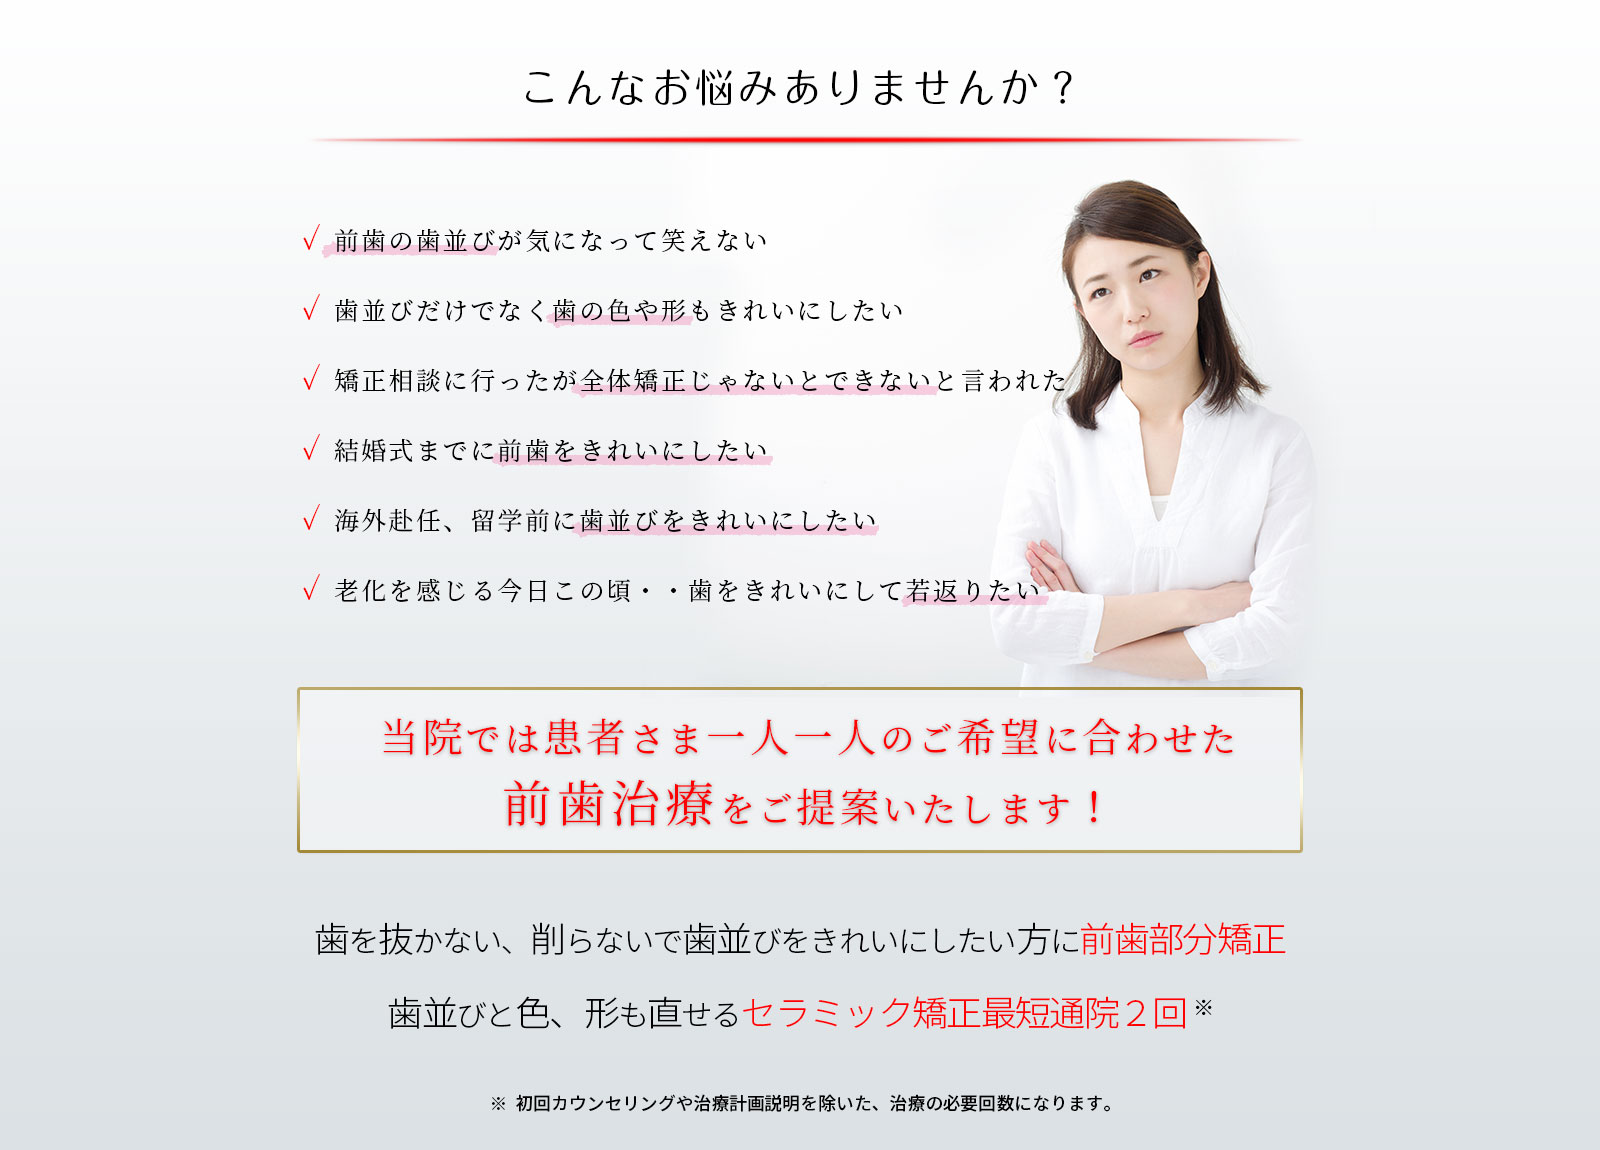 こんなお悩みありませんか？
✓ 前歯の歯並びが気になって笑えない
✓ 歯並びだけでなく歯の色や形もきれいにしたい
✓ 矯正相談に行ったが全体矯正じゃないとできないと言われた
✓ 結婚式までに前歯をきれいにしたい
✓ 海外赴任、留学前に歯並びをきれいにしたい
✓ 老化を感じる今日この頃・・歯をきれいにして若返りたい
当院では患者さま一人一人のご希望に合わせた
前歯治療をご提案いたします！
歯を抜かない、削らないで歯並びをきれいにしたい方に前歯部分矯正
歯並びと色、形も直せるセラミック矯正最短通院２回※
※ 初回カウンセリングや治療計画説明を除いた、治療の必要回数になります。